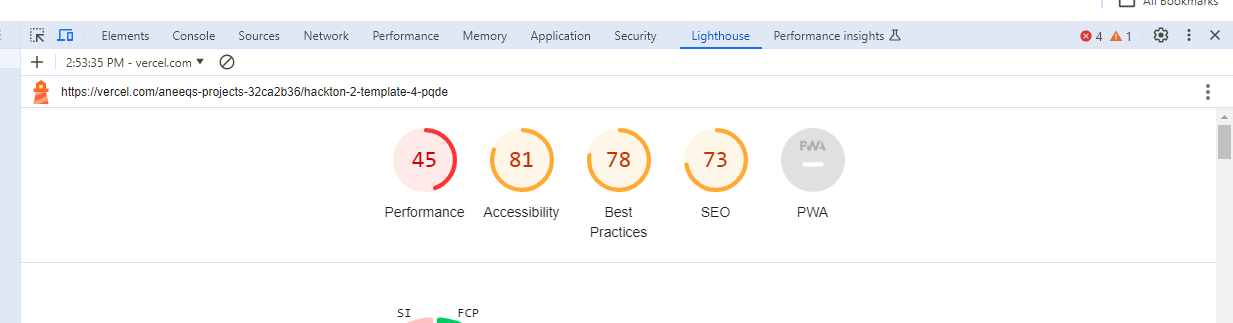 All Bookmarks
Elements Console Sources Network Performance Memory Application Security Lighthouse Performance insights 4 1
2:53:35 PM - vercel.com
https://vercel.com/aneeqs-projects-32ca2b36/hackton-2-template-4-pqde
45 81 78 73 PWA
Performance Accessibility Best Practices SEO PWA
SI FCP